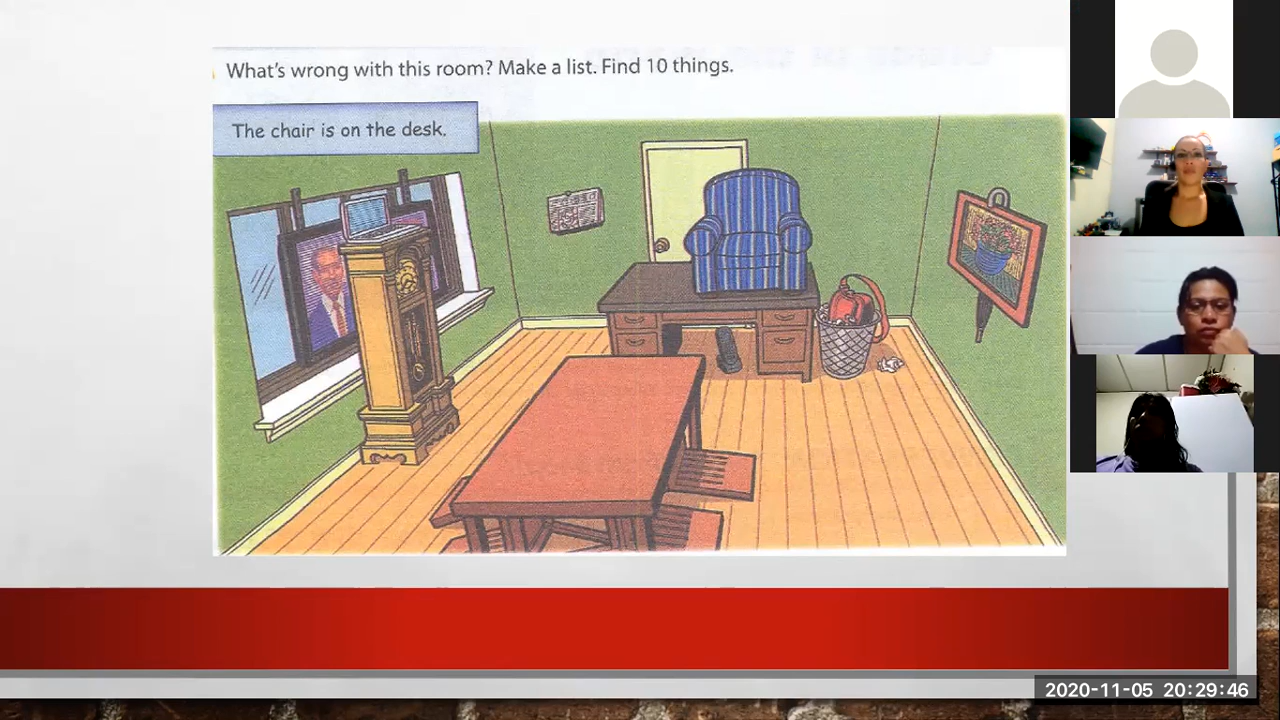 What's wrong with this room? Make a list. Find 10 things.
The chair is on the desk.
2020-11-05 20:29:46